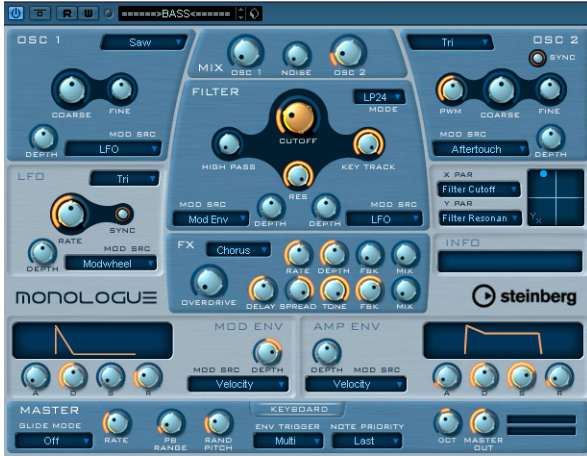 R W ======>BASS<======
OSC 1 Saw
COARSE FINE
DEPTH MOD SRC LFO
MIX OSC 1 NOISE OSC 2
Tri OSC 2
SYNC
PWM COARSE FINE
MOD SRC Aftertouch DEPTH
FILTER
LP24
MODE
CUTOFF
HIGH PASS KEY TRACK
RES
MOD SRC Mod Env DEPTH DEPTH MOD SRC LFO
LFO Tri
RATE SYNC
DEPTH MOD SRC Modwheel
X PAR
Filter Cutoff
Y PAR
Filter Resonan
Y X
FX Chorus
RATE DEPTH FBK MIX
OVERDRIVE
DELAY SPREAD TONE FBK MIX
INFO
MONOLOGUE
steinberg
MOD ENV
MOD SRC DEPTH
Velocity
A D S R
AMP ENV
DEPTH MOD SRC
Velocity
A D S R
MASTER KEYBOARD
GLIDE MODE ENV TRIGGER NOTE PRIORITY
Off RATE PB RANGE RAND PITCH Multi Last OCT MASTER OUT